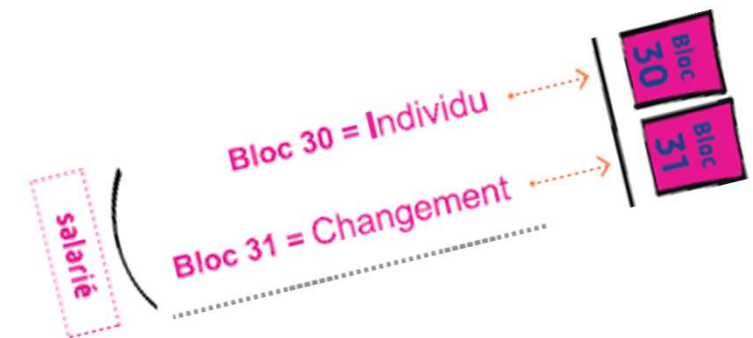 salarié
Bloc 30 = Individu
Bloc 31 = Changement
Bloc
30
Bloc
31